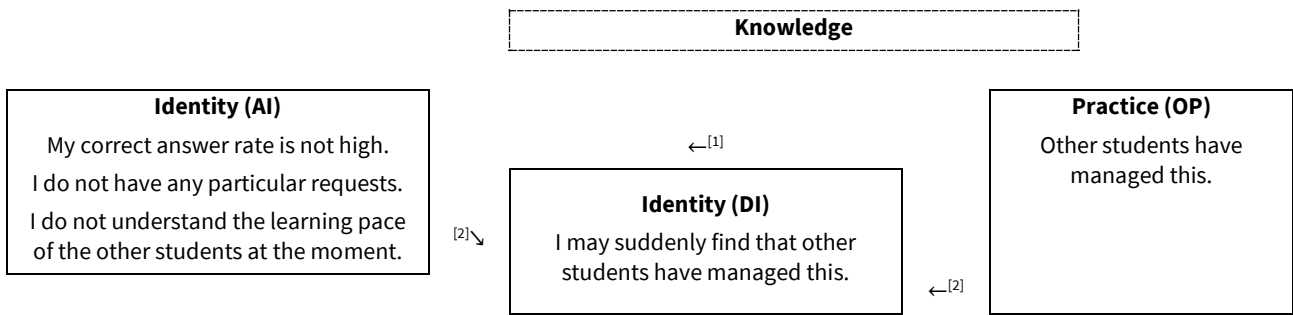 Knowledge
Identity (AI)
My correct answer rate is not high.
I do not have any particular requests.
I do not understand the learning pace
of the other students at the moment.
←[1]
[2]↘
Identity (DI)
I may suddenly find that other
students have managed this.
←[2]
Practice (OP)
Other students have
managed this.